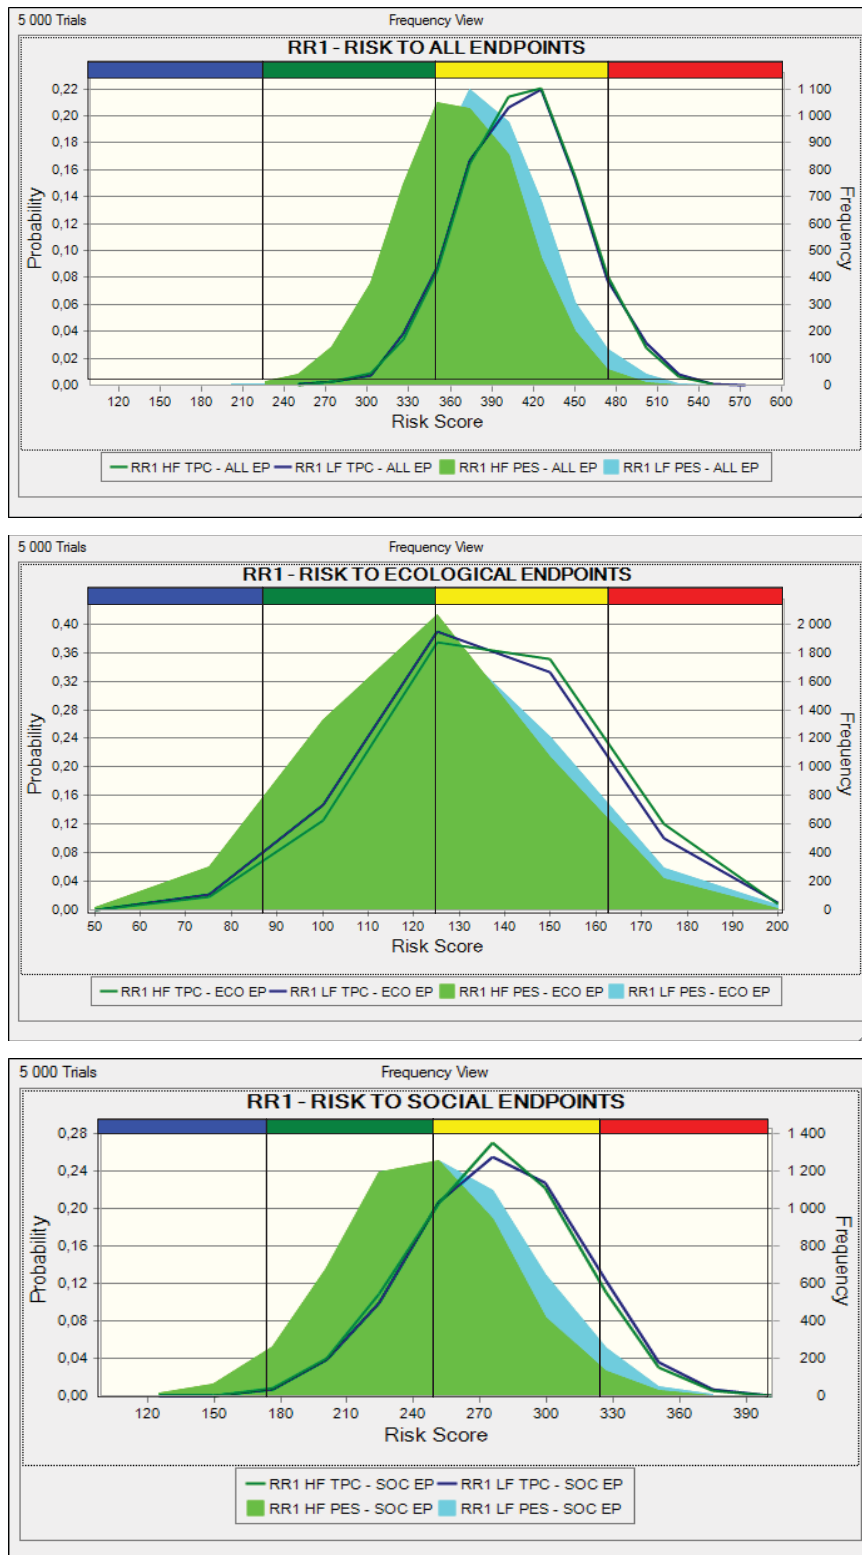 5 000 Trials Frequency View
RR1 - RISK TO ALL ENDPOINTS
0,22 1 100
0,20 1 000
0,18 900
0,16 800
0,14 700
0,12 600
0,10 500
0,08 400
0,06 300
0,04 200
0,02 100
0,00 0
Probability
Frequency
120 150 180 210 240 270 300 330 360 390 420 450 480 510 540 570 600
Risk Score
RR1 HF TPC - ALL EP RR1 LF TPC - ALL EP RR1 HF PES - ALL EP RR1 LF PES - ALL EP
5 000 Trials Frequency View
RR1 - RISK TO ECOLOGICAL ENDPOINTS
0,40 2 000
0,36 1 800
0,32 1 600
0,28 1 400
0,24 1 200
0,20 1 000
0,16 800
0,12 600
0,08 400
0,04 200
0,00 0
Probability
Frequency
50 60 70 80 90 100 110 120 130 140 150 160 170 180 190 200
Risk Score
RR1 HF TPC - ECO EP RR1 LF TPC - ECO EP RR1 HF PES - ECO EP RR1 LF PES - ECO EP
5 000 Trials Frequency View
RR1 - RISK TO SOCIAL ENDPOINTS
0,28 1 400
0,24 1 200
0,20 1 000
0,16 800
0,12 600
0,08 400
0,04 200
0,00 0
Probability
Frequency
120 150 180 210 240 270 300 330 360 390
Risk Score
RR1 HF TPC - SOC EP RR1 LF TPC - SOC EP
RR1 HF PES - SOC EP RR1 LF PES - SOC EP